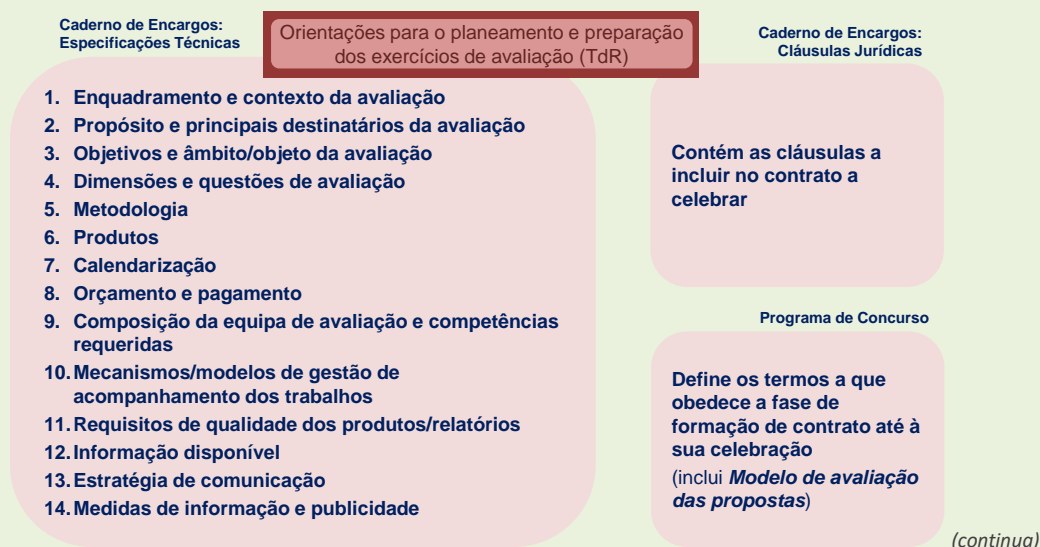 Caderno de Encargos:
Especificações Técnicas
Orientações para o planeamento e preparação
dos exercícios de avaliação (TdR)
1. Enquadramento e contexto da avaliação
2. Propósito e principais destinatários da avaliação
3. Objetivos e âmbito/objeto da avaliação
4. Dimensões e questões de avaliação
5. Metodologia
6. Produtos
7. Calendarização
8. Orçamento e pagamento
9. Composição da equipa de avaliação e competências
requeridas
10. Mecanismos/modelos de gestão de
acompanhamento dos trabalhos
11. Requisitos de qualidade dos produtos/relatórios
12. Informação disponível
13. Estratégia de comunicação
14. Medidas de informação e publicidade
Caderno de Encargos:
Cláusulas Jurídicas
Contém as cláusulas a
incluir no contrato a
celebrar
Programa de Concurso
Define os termos a que
obedece a fase de
formação de contrato até à
sua celebração
(inclui Modelo de avaliação
das propostas)
(continua)